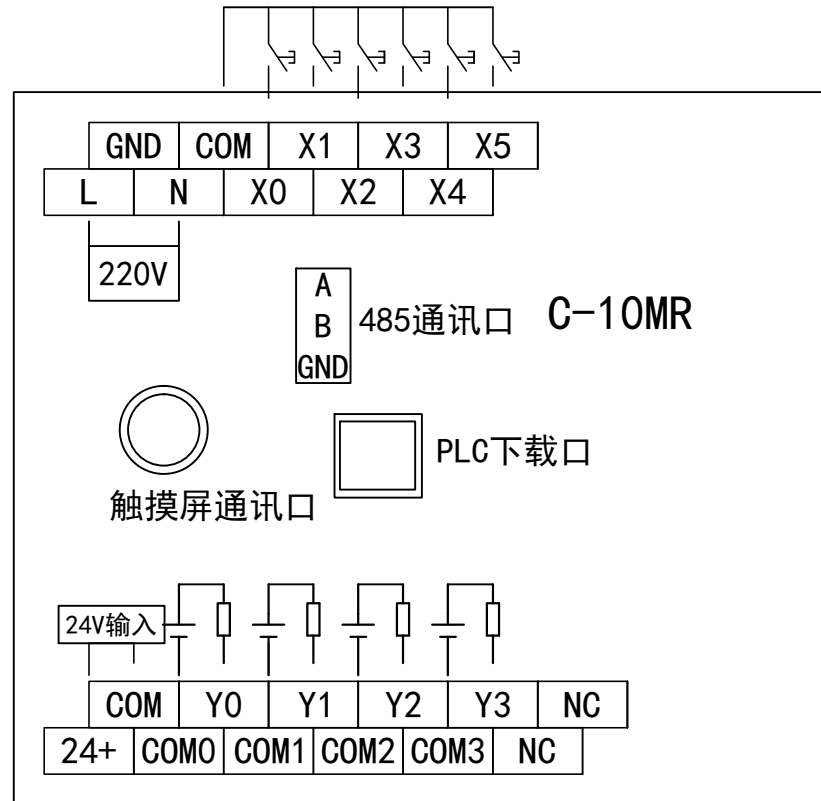 GND COM X1 X3 X5
L N X0 X2 X4
220V
A
B
GND
485通讯口
C-10MR
PLC下载口
触摸屏通讯口
24V输入
COM Y0 Y1 Y2 Y3 NC
24+ COM0 COM1 COM2 COM3 NC